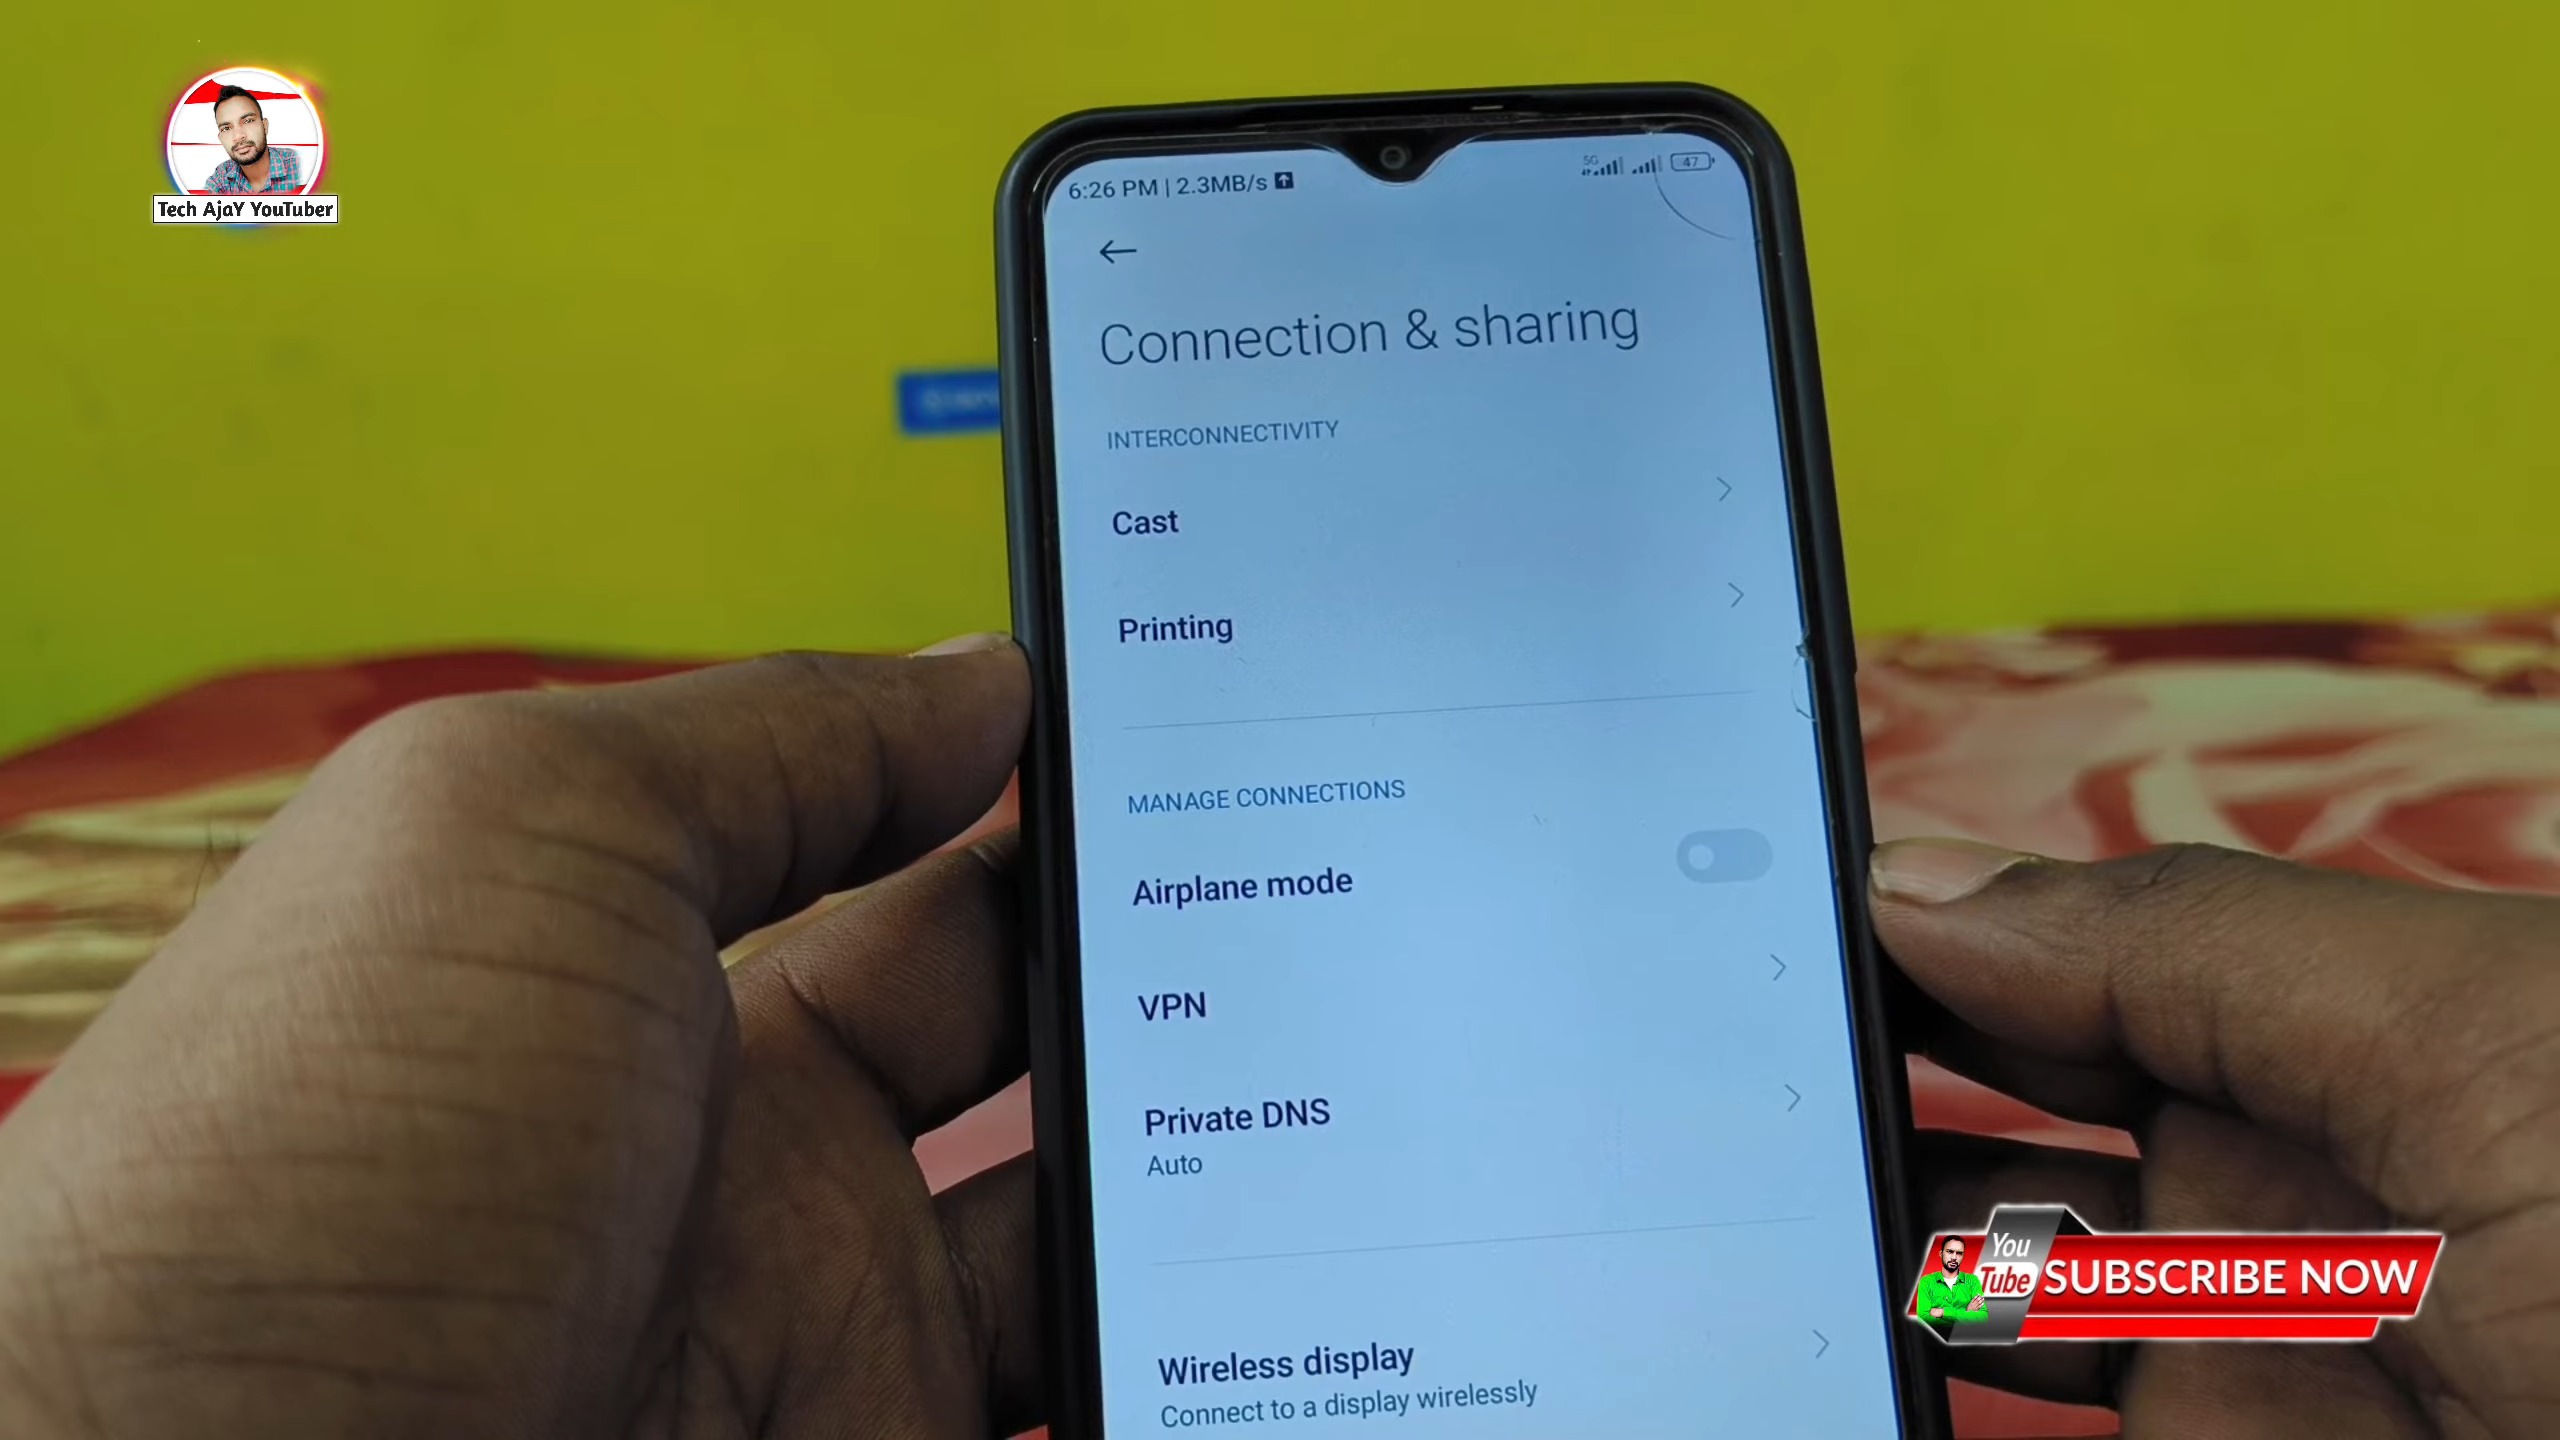 Tech AjaY YouTuber
6:26 PM | 2.3MB/s
5G
47
Connection & sharing
INTERCONNECTIVITY
Cast
Printing
MANAGE CONNECTIONS
Airplane mode
VPN
Private DNS
Auto
Wireless display
Connect to a display wirelessly
You
Tube
SUBSCRIBE NOW